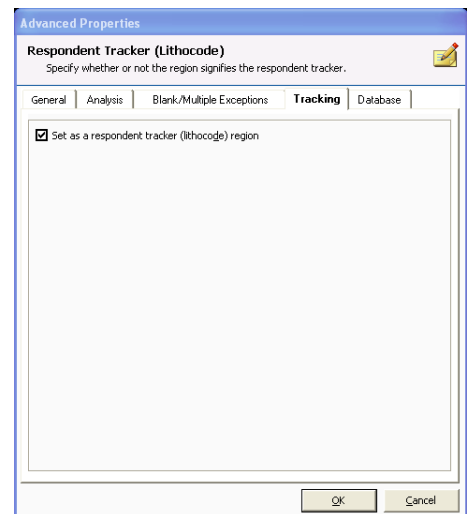 Advanced Properties
Respondent Tracker (Lithocode)
Specify whether or not the region signifies the respondent tracker.
General Analysis Blank/Multiple Exceptions Tracking Database
Set as a respondent tracker (lithocode) region
OK Cancel